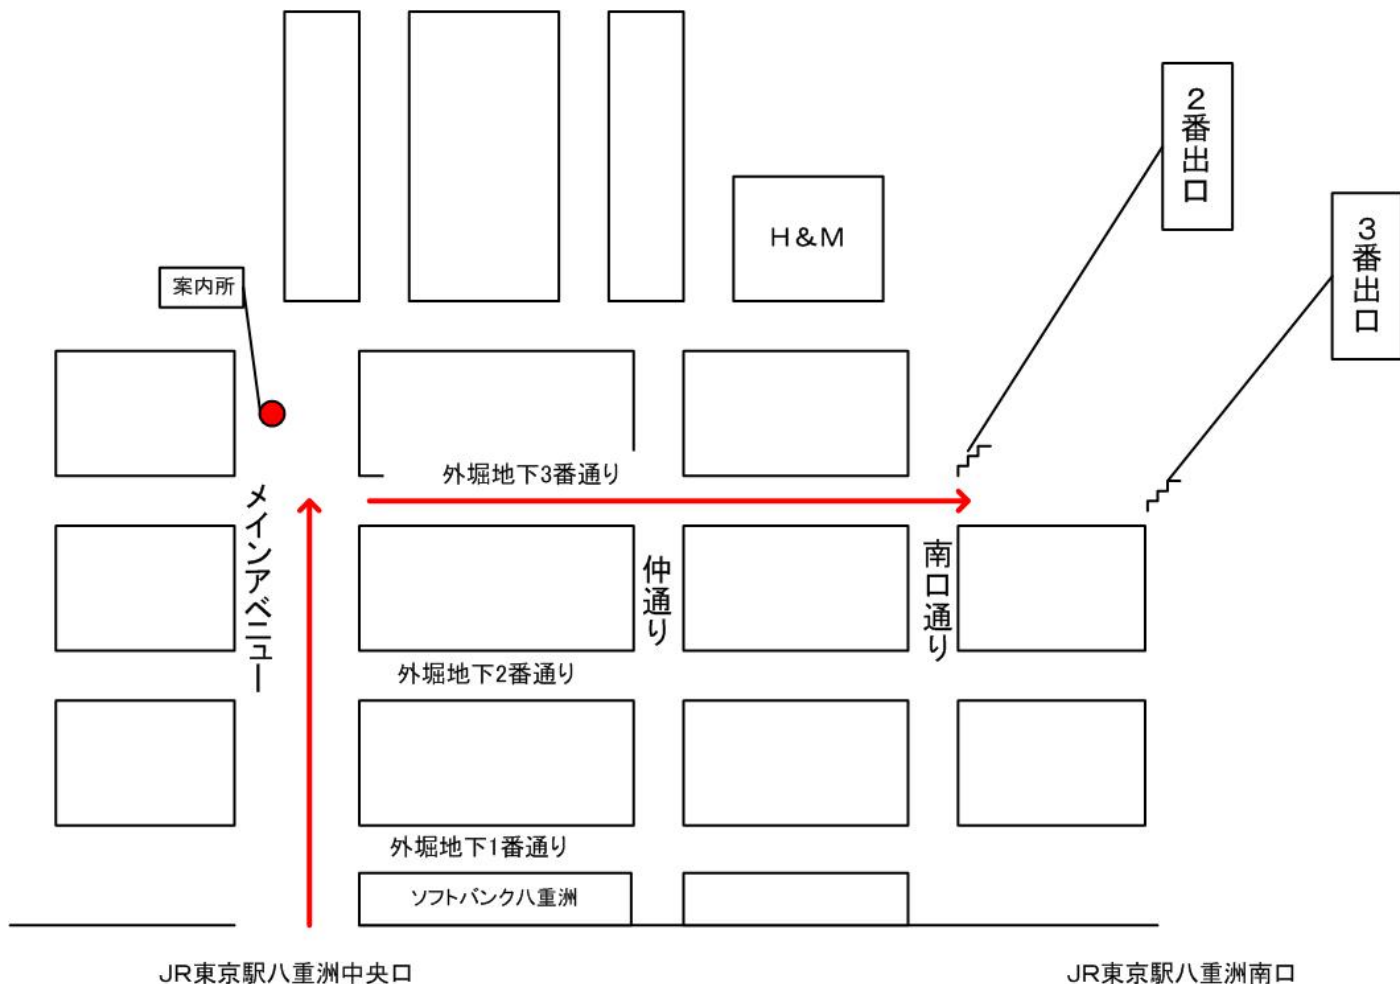 2番出口
H&M
3番出口
案内所
外堀地下3番通り
メインアベニュー
仲通り
南口通り
外堀地下2番通り
外堀地下1番通り
ソフトバンク八重洲
JR東京駅八重洲中央口
JR東京駅八重洲南口